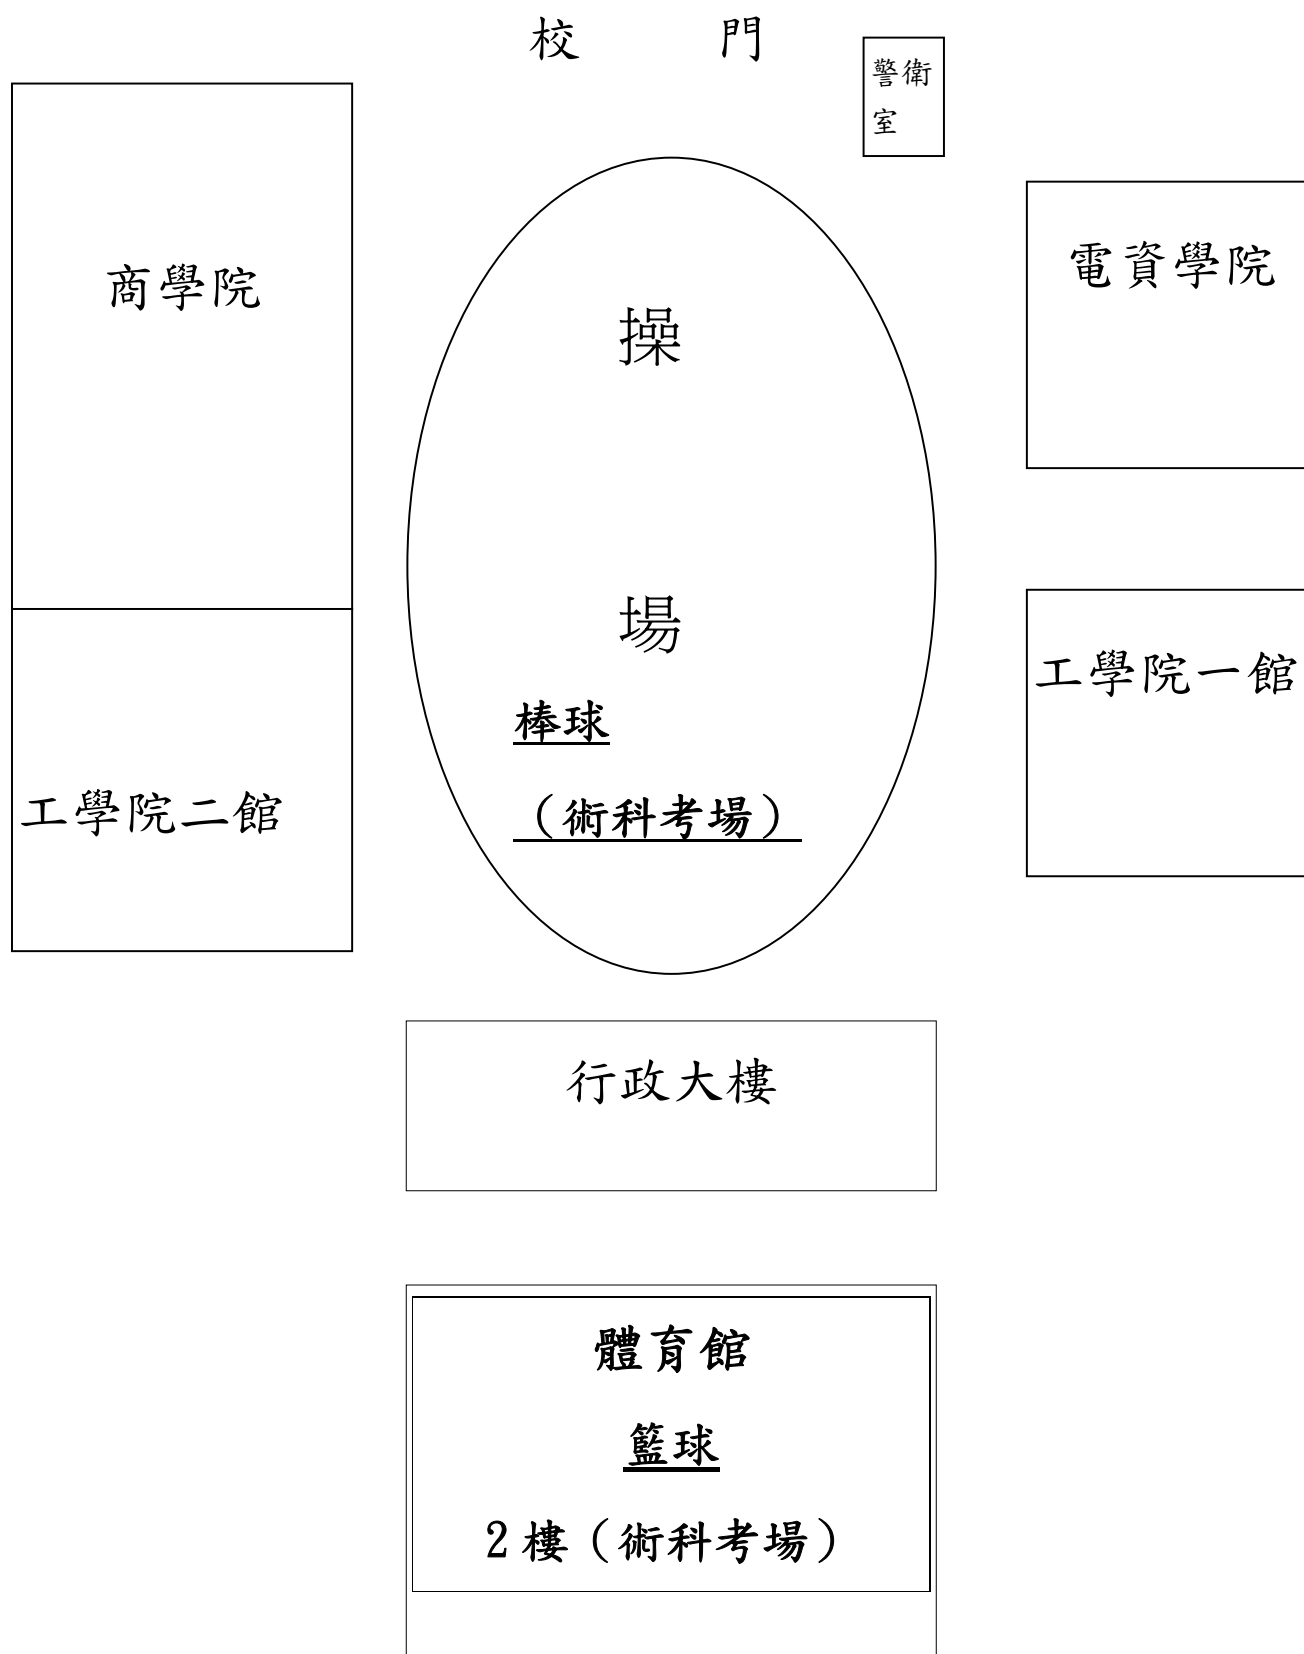 校 門
警衛
室
商學院
電資學院
操
場
工學院一館
棒球
（術科考場）
工學院二館
行政大樓
體育館
籃球
2樓（術科考場）